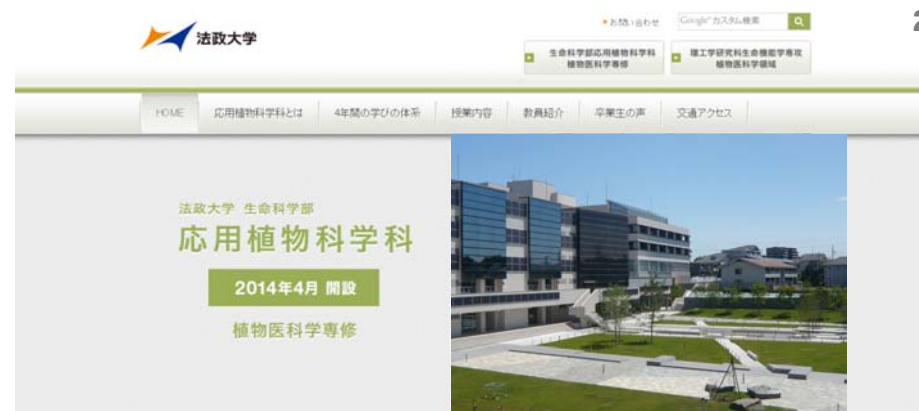 2
法政大学
お問い合わせ
Google™ カスタム検索
生命科学部応用植物科学科
植物医科学専修
理工学研究科生命機能学専攻
植物医科学領域
HOME
応用植物科学科とは
4年間の学びの体系
授業内容
教員紹介
卒業生の声
交通アクセス
法政大学 生命科学部
応用植物科学科
2014年4月 開設
植物医科学専修